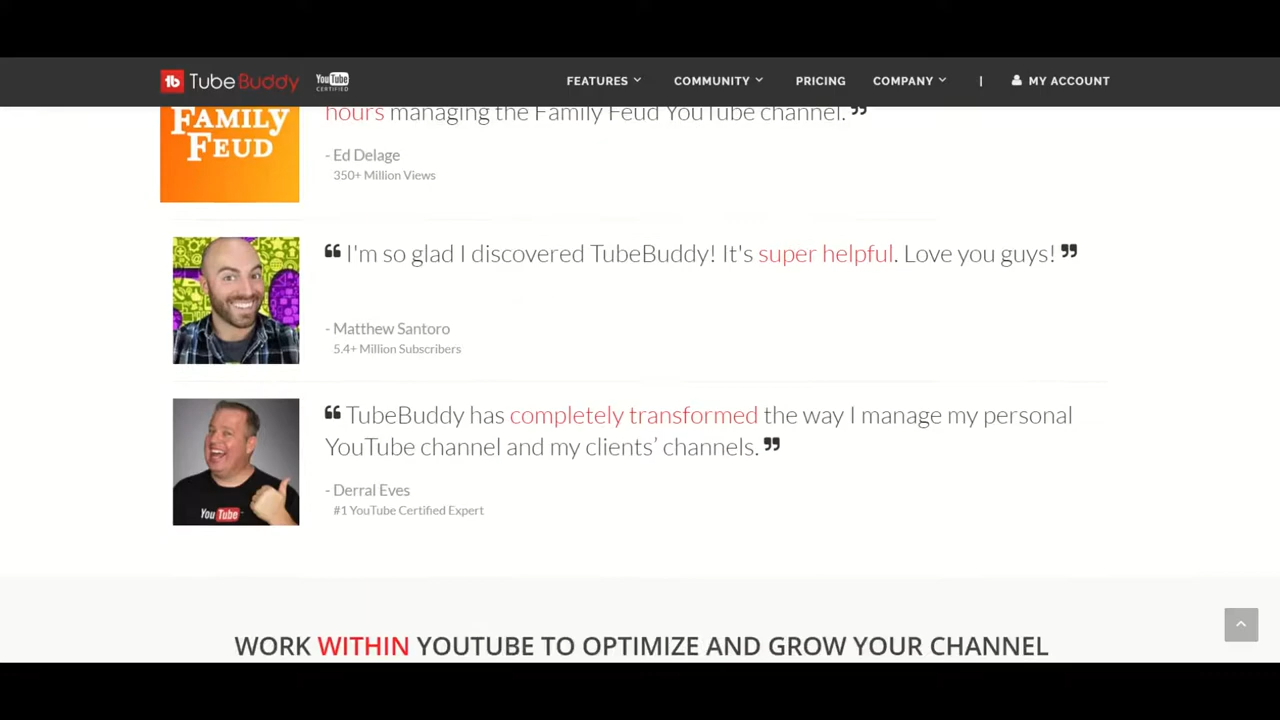 TubeBuddy
YouTube
CERTIFIED
FEATURES
COMMUNITY
PRICING
COMPANY
|
MY ACCOUNT
FAMILY
FEUD
hours managing the Family Feud YouTube channel. ”
- Ed Delage
350+ Million Views
“ I'm so glad I discovered TubeBuddy! It's super helpful. Love you guys! ”
- Matthew Santoro
5.4+ Million Subscribers
“ TubeBuddy has completely transformed the way I manage my personal
YouTube channel and my clients’ channels. ”
- Derral Eves
#1 YouTube Certified Expert
YouTube
WORK WITHIN YOUTUBE TO OPTIMIZE AND GROW YOUR CHANNEL